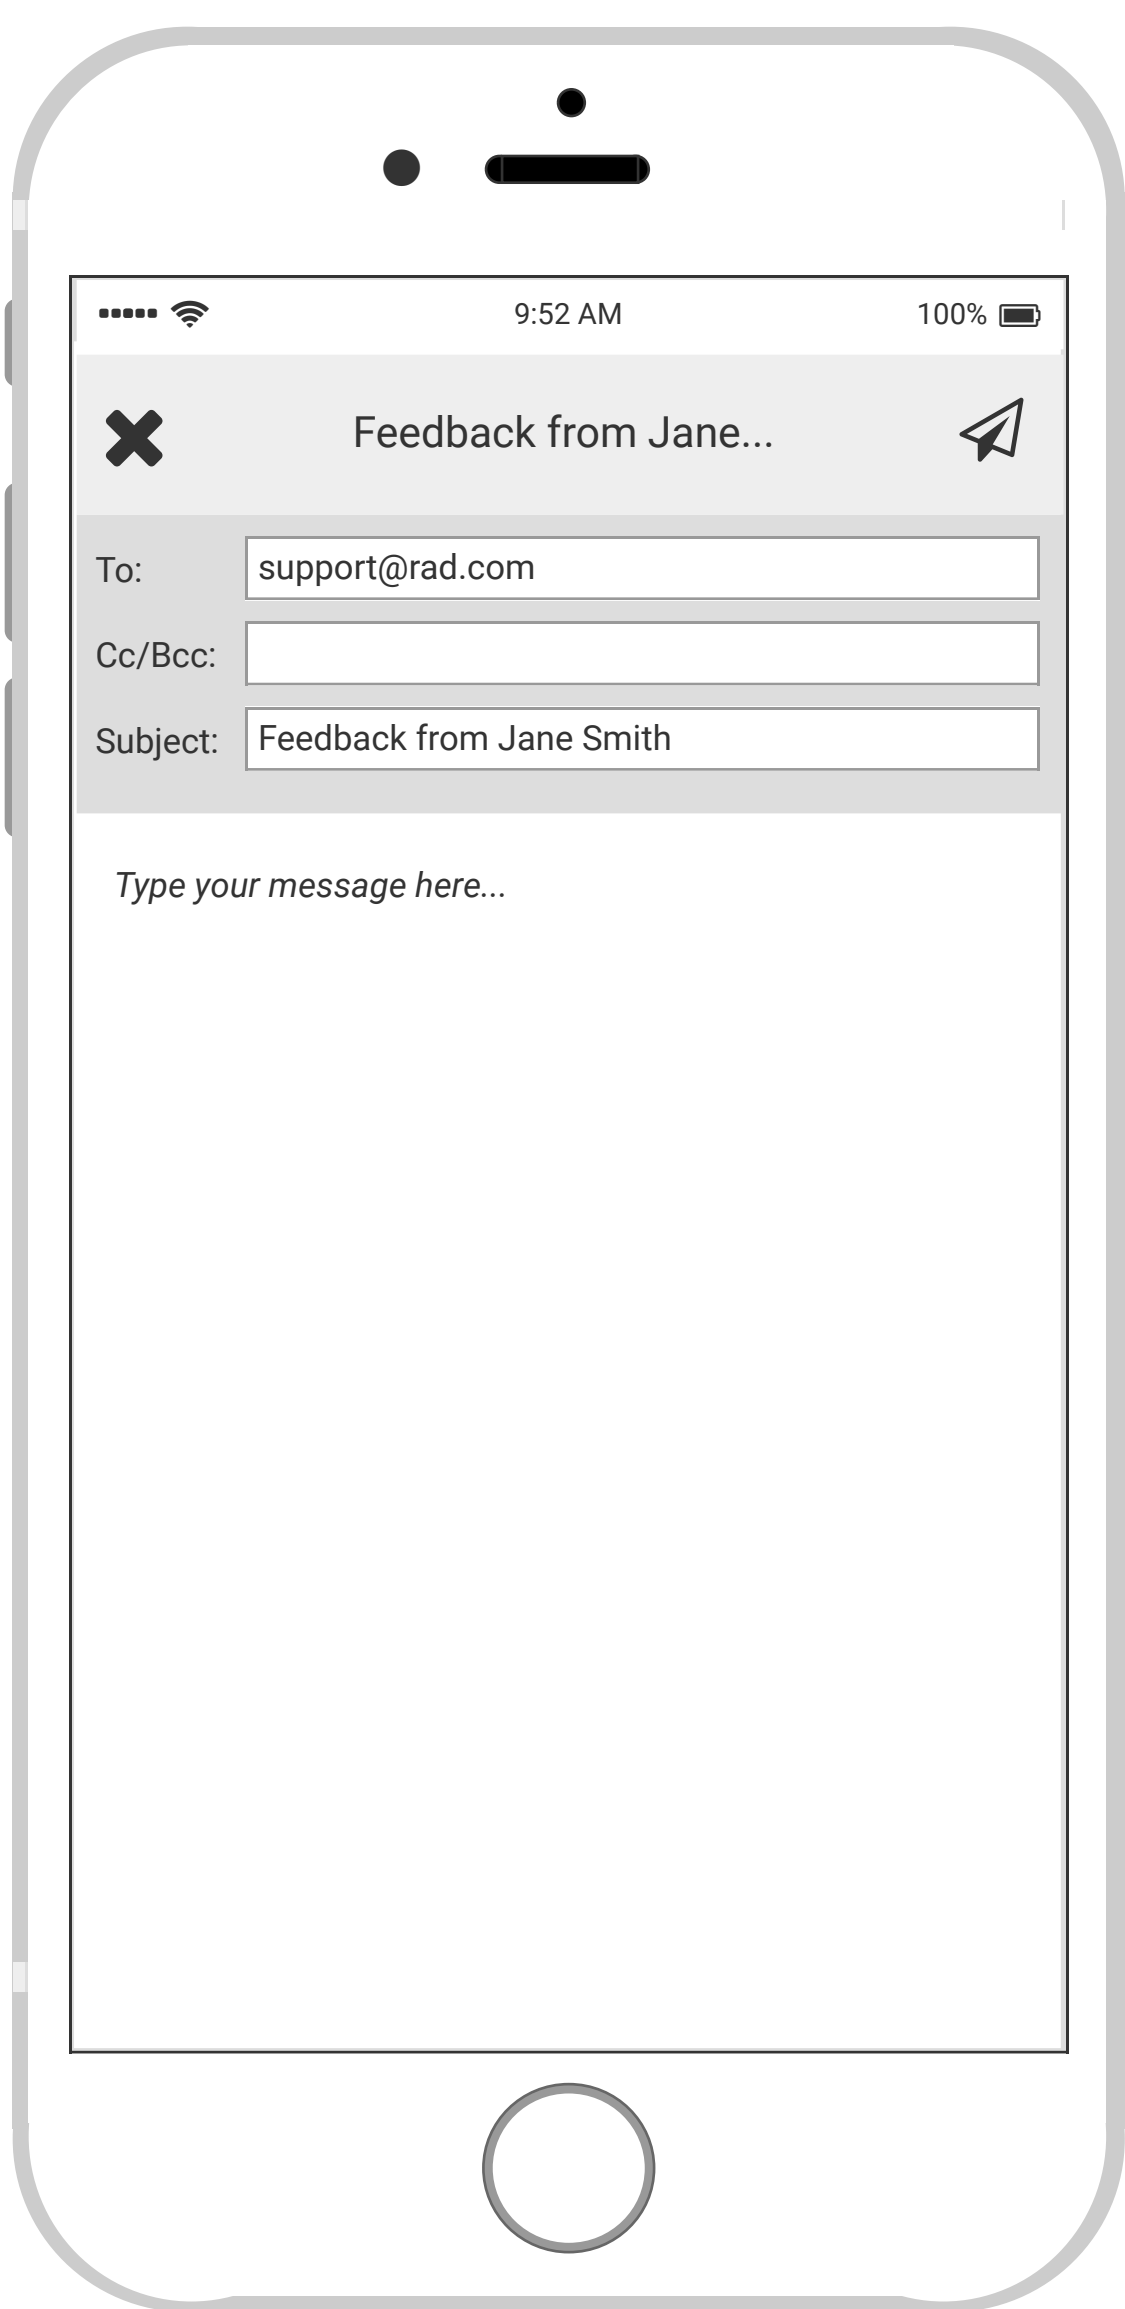 9:52 AM 100%
Feedback from Jane...
To: support@rad.com
Cc/Bcc:
Subject: Feedback from Jane Smith
Type your message here...